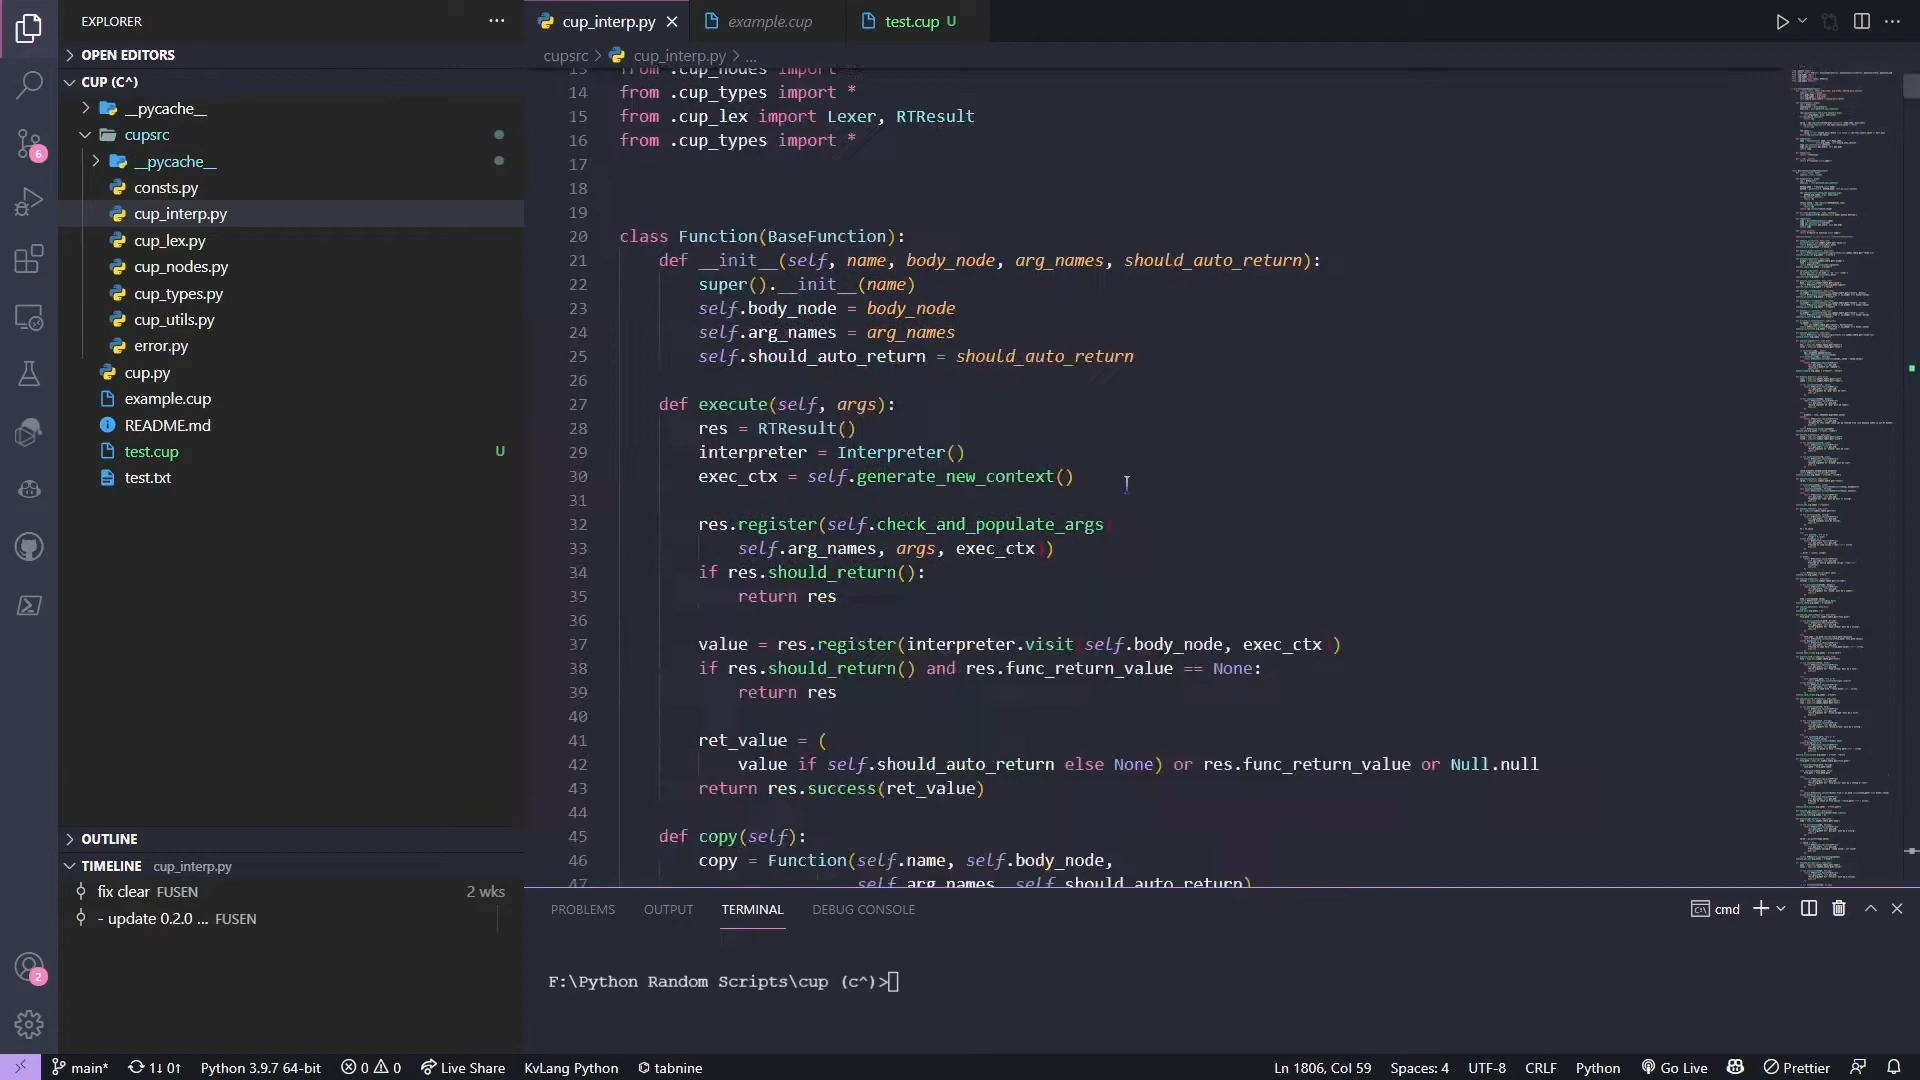 EXPLORER
···
OPEN EDITORS
CUP (C^)
__pycache__
cupsrc
__pycache__
consts.py
cup_interp.py
cup_lex.py
cup_nodes.py
cup_types.py
cup_utils.py
error.py
cup.py
example.cup
README.md
test.cup U
test.txt
OUTLINE
TIMELINE cup_interp.py
fix clear FUSEN 2 wks
- update 0.2.0 ... FUSEN
6
2
cup_interp.py
example.cup
test.cup U
cupsrc > cup_interp.py > ...
13 from .cup_nodes import *
14 from .cup_types import *
15 from .cup_lex import Lexer, RTResult
16 from .cup_types import *
17
18
19
20 class Function(BaseFunction):
21 def __init__(self, name, body_node, arg_names, should_auto_return):
22 super().__init__(name)
23 self.body_node = body_node
24 self.arg_names = arg_names
25 self.should_auto_return = should_auto_return
26
27 def execute(self, args):
28 res = RTResult()
29 interpreter = Interpreter()
30 exec_ctx = self.generate_new_context()
31
32 res.register(self.check_and_populate_args(
33 self.arg_names, args, exec_ctx))
34 if res.should_return():
35 return res
36
37 value = res.register(interpreter.visit(self.body_node, exec_ctx))
38 if res.should_return() and res.func_return_value == None:
39 return res
40
41 ret_value = (
42 value if self.should_auto_return else None) or res.func_return_value or Null.null
43 return res.success(ret_value)
44
45 def copy(self):
46 copy = Function(self.name, self.body_node,
47 self.arg_names, self.should_auto_return)
PROBLEMS OUTPUT TERMINAL DEBUG CONSOLE
cmd
F:\Python Random Scripts\cup (c^)>
main* 1↓ 0↑ Python 3.9.7 64-bit 0 0 Live Share KvLang Python tabnine
Ln 1806, Col 59 Spaces: 4 UTF-8 CRLF Python Go Live Prettier